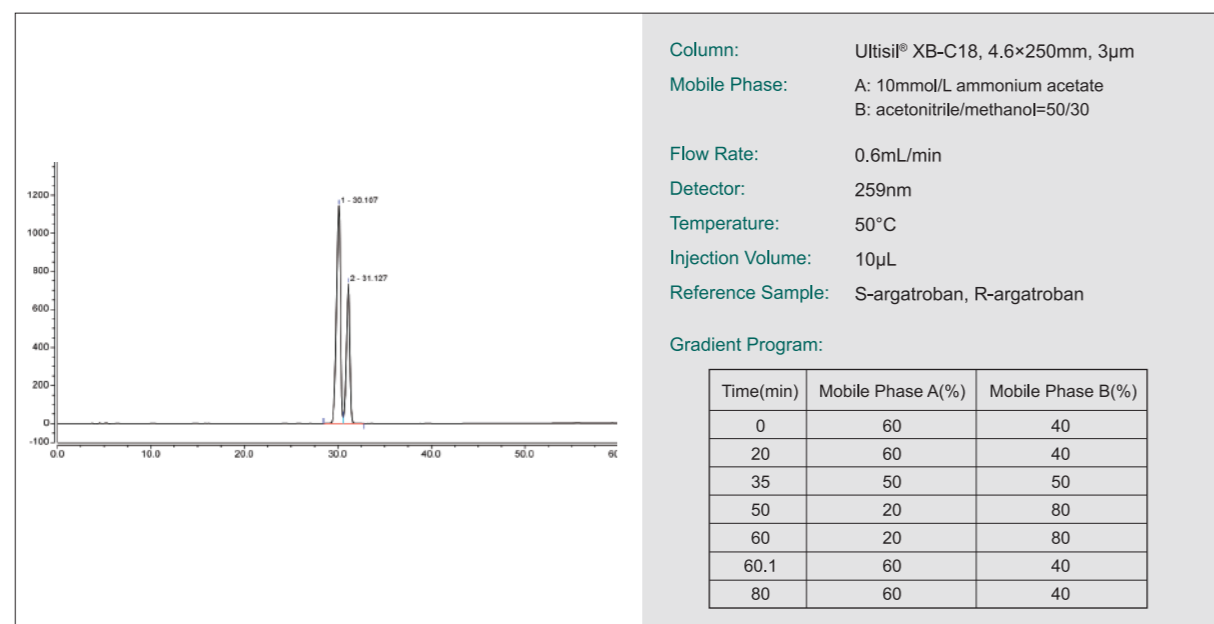 1200
1000
800
600
400
200
0
-100
0.0 10.0 20.0 30.0 40.0 50.0
1 - 30.107
2 - 31.127
Column: Ultisil® XB-C18, 4.6×250mm, 3μm
Mobile Phase: A: 10mmol/L ammonium acetate
B: acetonitrile/methanol=50/30
Flow Rate: 0.6mL/min
Detector: 259nm
Temperature: 50°C
Injection Volume: 10μL
Reference Sample: S-argatroban, R-argatroban
Gradient Program:
Time(min) Mobile Phase A(%) Mobile Phase B(%)
0 60 40
20 60 40
35 50 50
50 20 80
60 20 80
60.1 60 40
80 60 40